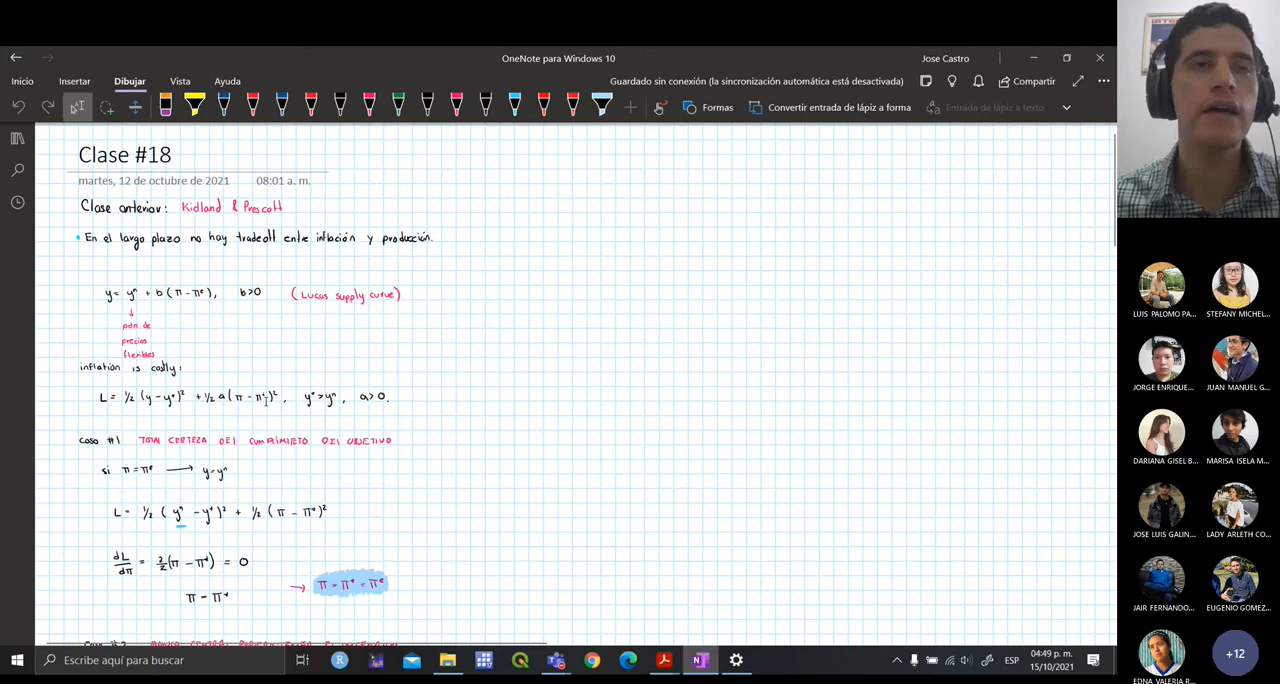 OneNote para Windows 10
Jose Castro
Inicio
Insertar
Dibujar
Vista
Ayuda
Guardado sin conexión (la sincronización automática está desactivada)
Compartir
Formas
Convertir entrada de lápiz a forma
Entrada de lápiz a texto
Clase #18
martes, 12 de octubre de 2021 08:01 a. m.
Clase anterior: Kidland & Prescott
• En el largo plazo no hay tradeoff entre inflación y producción.
y = yⁿ + b (π - πᵉ), b>0 (Lucas supply curve)
↓
pdn de
precios
flexibles
inflation is costly:
L = ½ (y - y*)² + ½ a (π - π*)², y* > yⁿ, a > 0.
Caso #1 TOTAL CERTEZA DEL CUMPLIMIETO DEL OBJETIVO
si π = πᵉ → y = yⁿ
L = ½ ( yⁿ - y*)² + ½ (π - π*)²
dL/dπ = 2/2 (π - π*) = 0
→ π = π* = πᵉ
π - π*
LUIS PALOMO PA...
STEFANY MICHEL...
JORGE ENRIQUE...
JUAN MANUEL G...
DARIANA GISEL B...
MARISA ISELA M...
JOSE LUIS GALIN...
LADY ARLETH CO...
JAIR FERNANDO...
EUGENIO GOMEZ...
EDNA VALERIA R...
+12
Escribe aquí para buscar
ESP
04:49 p. m.
15/10/2021